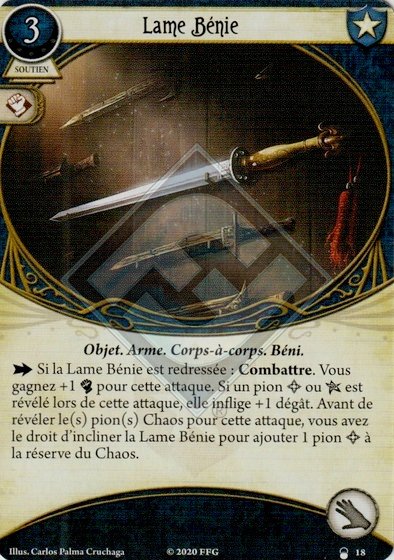 Lame Bénie
3
SOUTIEN
Objet. Arme. Corps-à-corps. Béni.
Si la Lame Bénie est redressée : Combattre. Vous
gagnez +1 pour cette attaque. Si un pion ou est
révélé lors de cette attaque, elle inflige +1 dégât. Avant de
révéler le(s) pion(s) Chaos pour cette attaque, vous avez
le droit d'incliner la Lame Bénie pour ajouter 1 pion à
la réserve du Chaos.
Illus. Carlos Palma Cruchaga © 2020 FFG 18